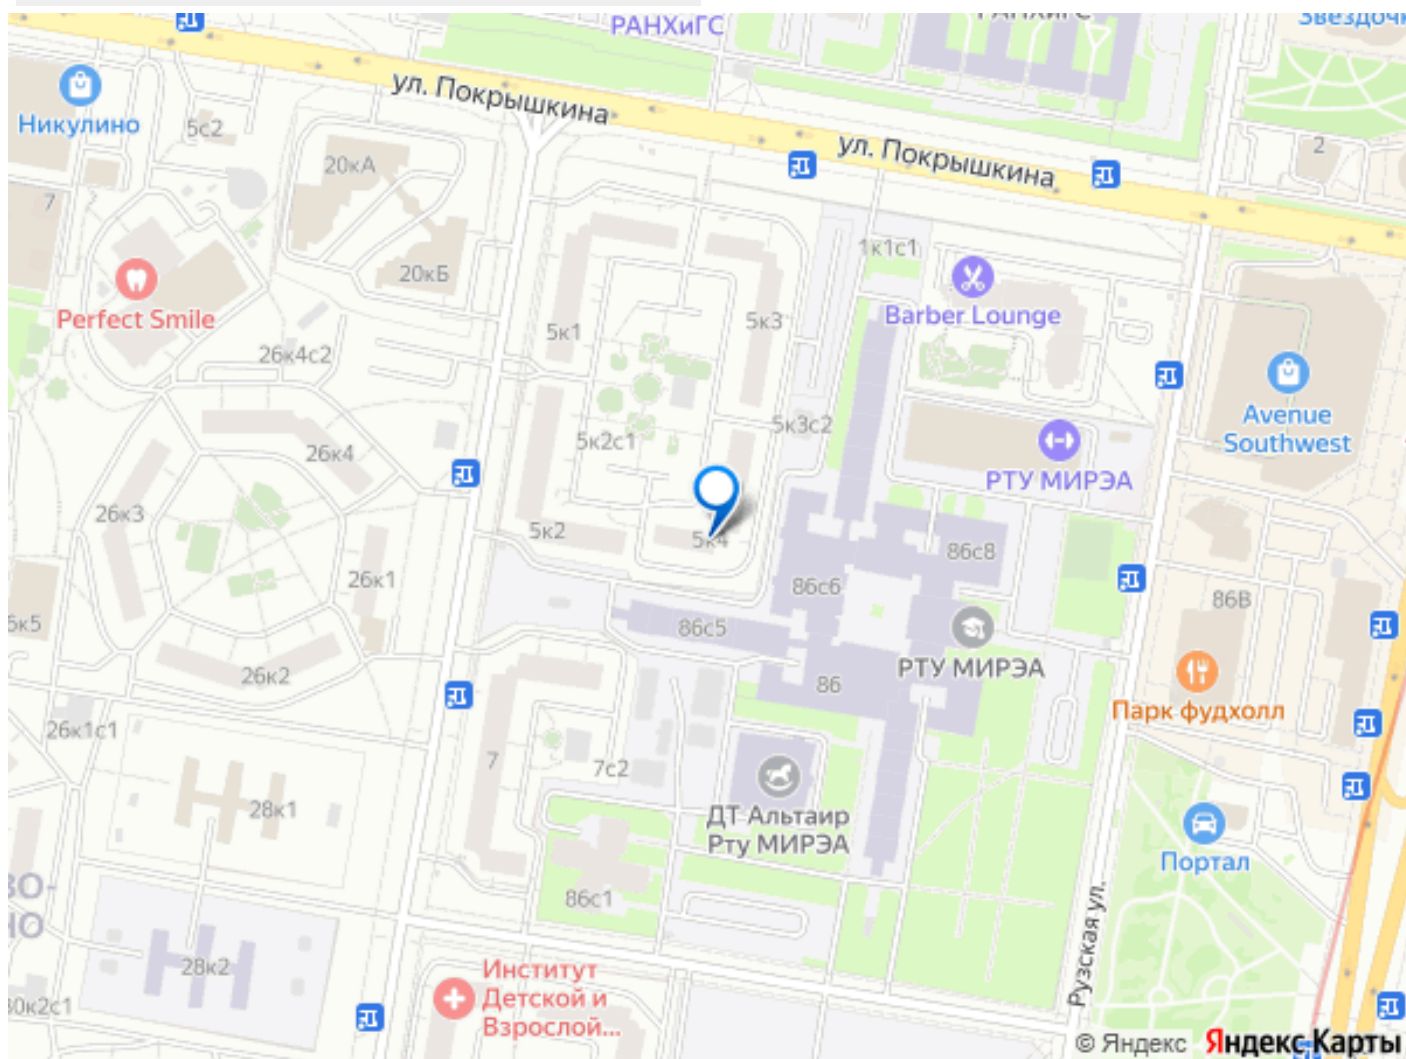 РАНХиГС
РАНХиГС
ул. Покрышкина
Никулино
5с2
20кА
ул. Покрышкина
2
7
1к1с1
20кБ
Perfect Smile
Barber Lounge
5к1
5к3
26к4с2
Avenue
Southwest
5к2с1
5к3с2
26к4
РТУ МИРЭА
26к3
5к2
5к4
86с8
26к1
86с6
86В
6к5
86с5
РТУ МИРЭА
26к2
86
Парк фудхолл
26к1с1
7
7с2
28к1
ДТ Альтаир
Рту МИРЭА
Портал
86с1
28к2
Рузская ул.
Институт
Детской и
Взрослой...
30к2с1
© Яндекс
Яндекс Карты